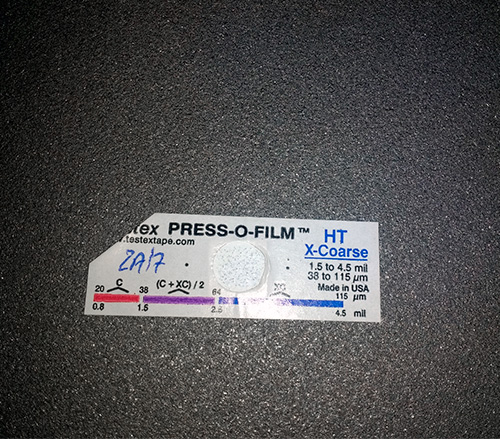 tex PRESS-O-FILM™ HT
w.testextape.com X-Coarse
1.5 to 4.5 mil
38 to 115 µm
Made in USA
20 C 38 (C + XC) / 2 64 XC 115 µm
0.8 1.5 2.5 4.5 mil